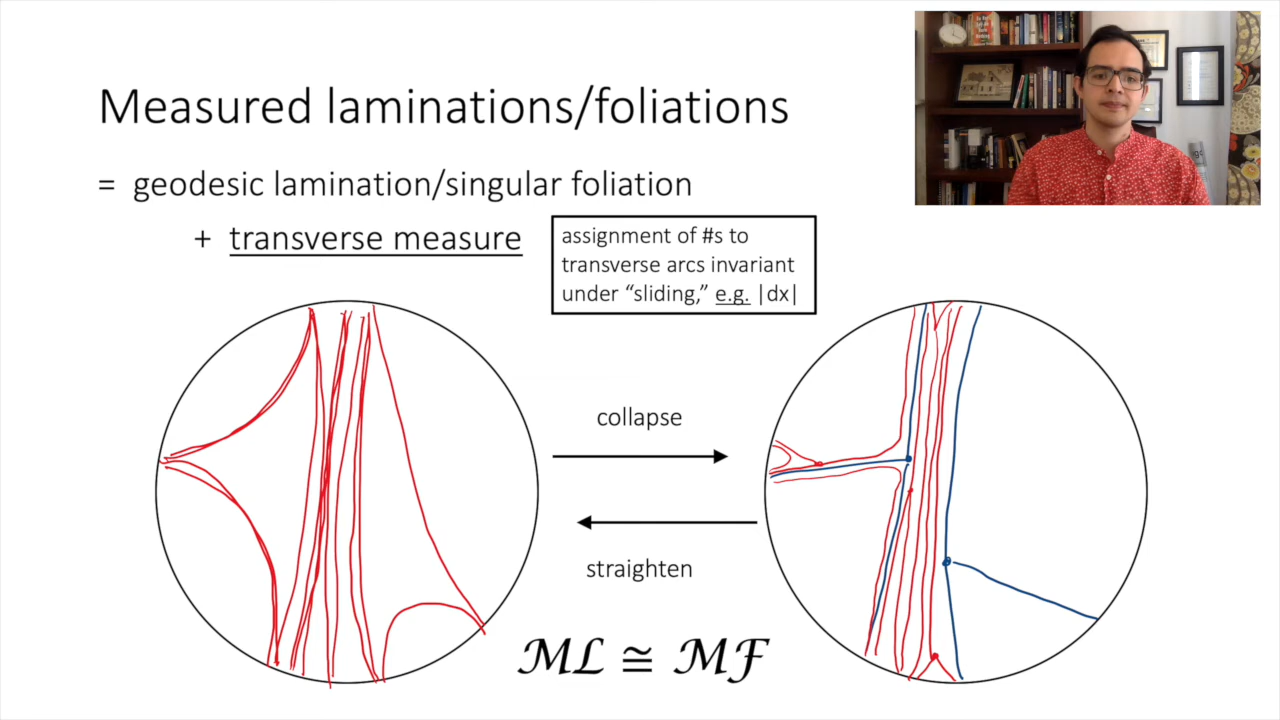 Measured laminations/foliations
= geodesic lamination/singular foliation
+ transverse measure
assignment of #s to
transverse arcs invariant
under “sliding,” e.g. |dx|
collapse
straighten
ℳℒ ≅ ℳℱ